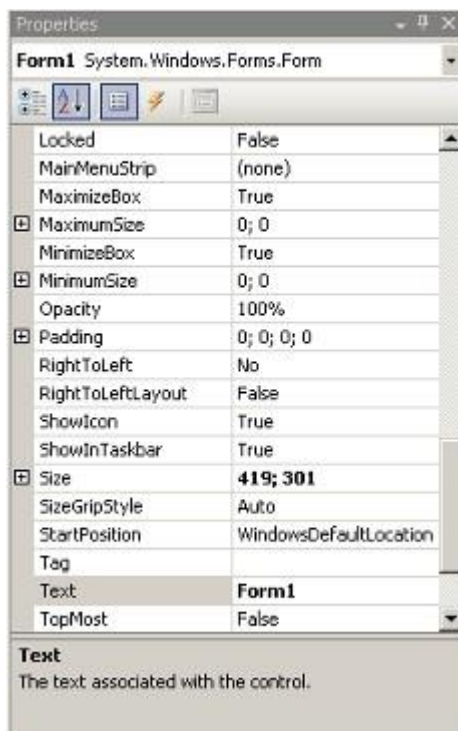 Properties
Form1 System.Windows.Forms.Form
Locked False
MainMenuStrip (none)
MaximizeBox True
MaximumSize 0; 0
MinimizeBox True
MinimumSize 0; 0
Opacity 100%
Padding 0; 0; 0; 0
RightToLeft No
RightToLeftLayout False
ShowIcon True
ShowInTaskbar True
Size 419; 301
SizeGripStyle Auto
StartPosition WindowsDefaultLocation
Tag
Text Form1
TopMost False
Text
The text associated with the control.